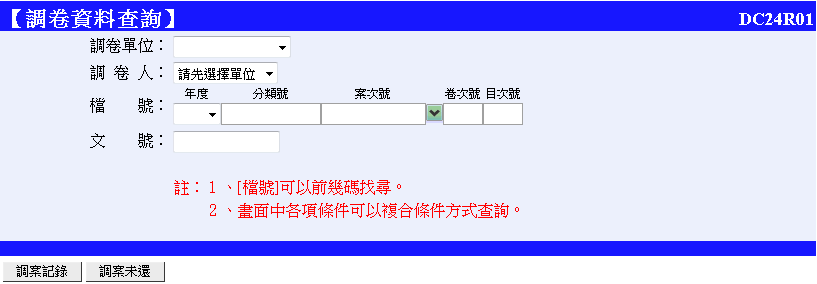 【調卷資料查詢】 DC24R01
調卷單位：
調 卷 人： 請先選擇單位
年度 分類號 案次號 卷次號 目次號
檔 號：
文 號：
註： 1 、[檔號]可以前幾碼找尋。
2 、畫面中各項條件可以複合條件方式查詢。
調案記錄 調案未還